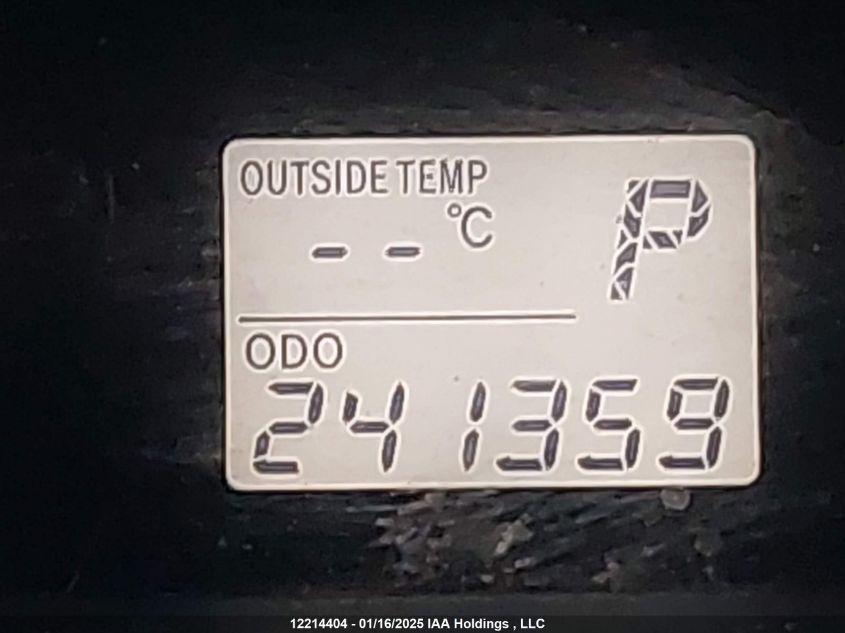 OUTSIDE TEMP
-- °C P
ODO
241359
12214404 - 01/16/2025 IAA Holdings , LLC